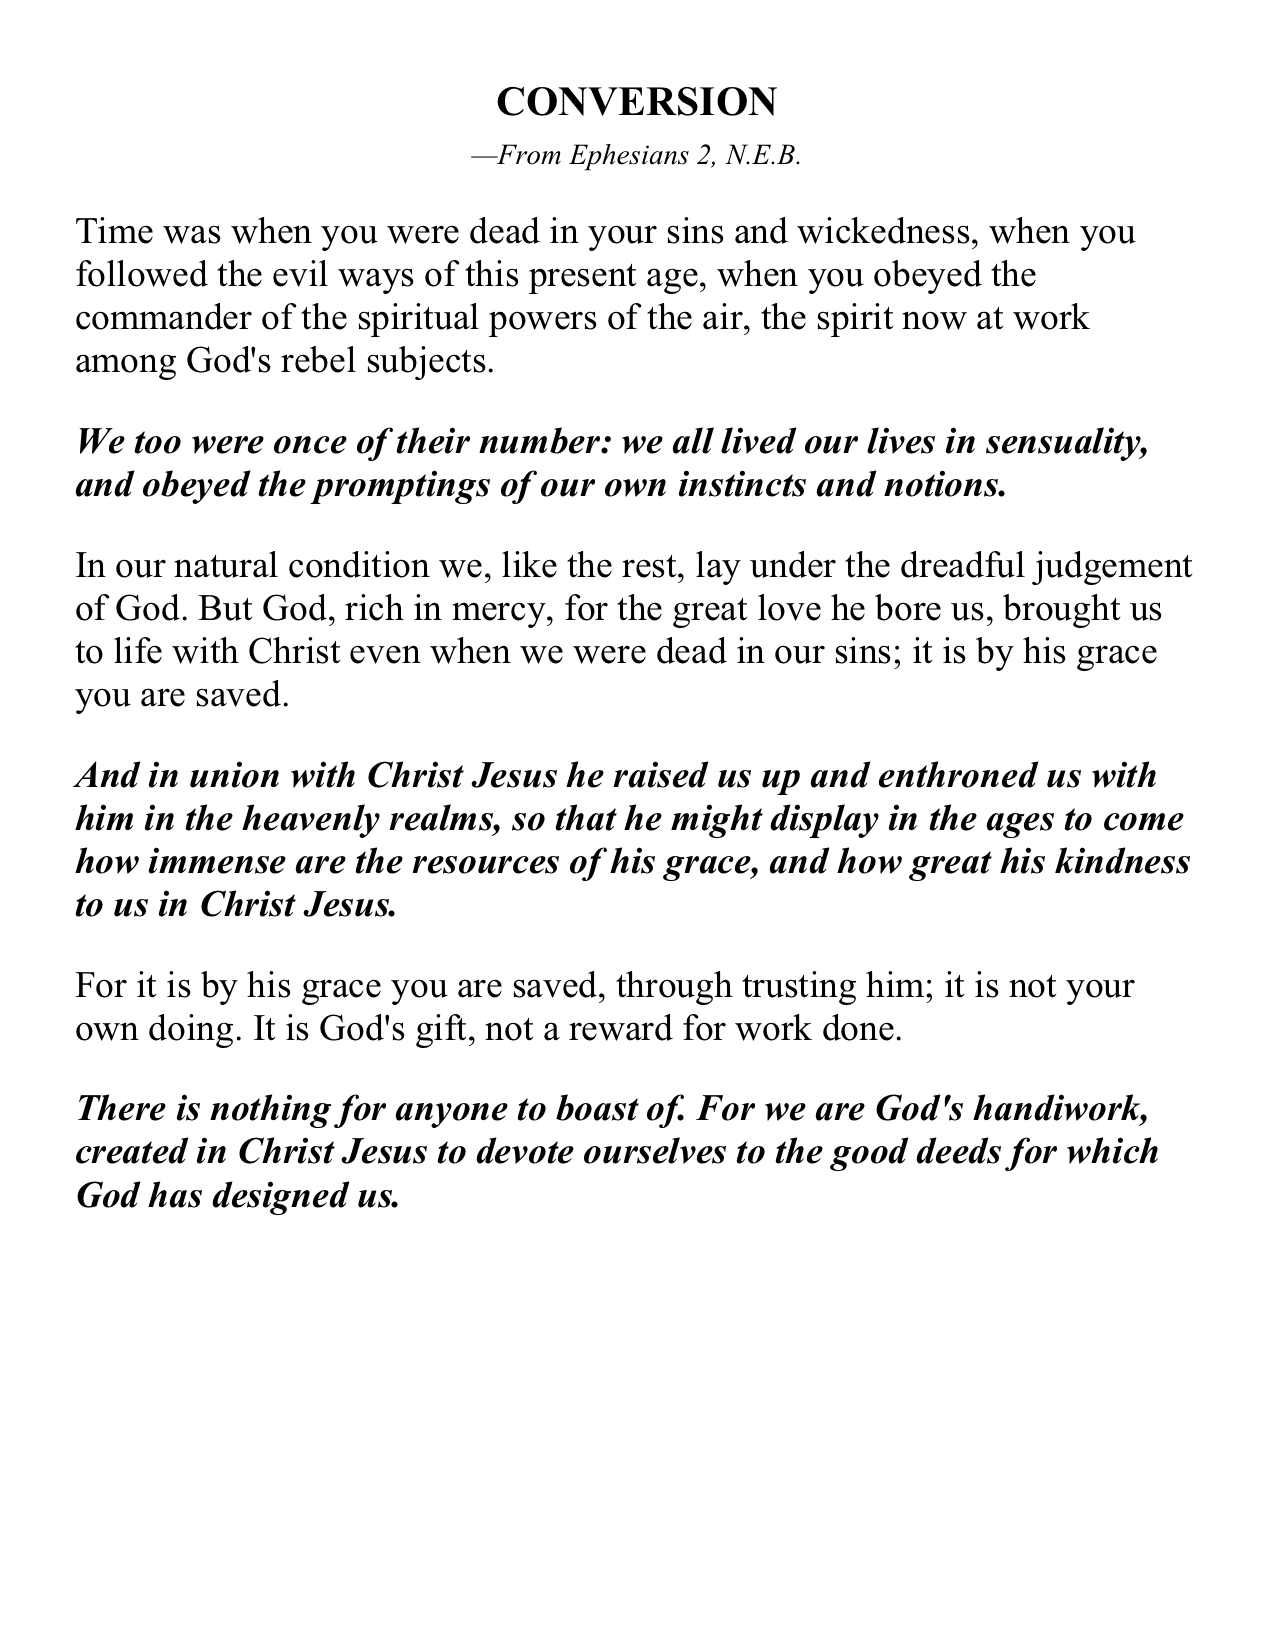 CONVERSION
—From Ephesians 2, N.E.B.
Time was when you were dead in your sins and wickedness, when you
followed the evil ways of this present age, when you obeyed the
commander of the spiritual powers of the air, the spirit now at work
among God's rebel subjects.
We too were once of their number: we all lived our lives in sensuality,
and obeyed the promptings of our own instincts and notions.
In our natural condition we, like the rest, lay under the dreadful judgement
of God. But God, rich in mercy, for the great love he bore us, brought us
to life with Christ even when we were dead in our sins; it is by his grace
you are saved.
And in union with Christ Jesus he raised us up and enthroned us with
him in the heavenly realms, so that he might display in the ages to come
how immense are the resources of his grace, and how great his kindness
to us in Christ Jesus.
For it is by his grace you are saved, through trusting him; it is not your
own doing. It is God's gift, not a reward for work done.
There is nothing for anyone to boast of. For we are God's handiwork,
created in Christ Jesus to devote ourselves to the good deeds for which
God has designed us.